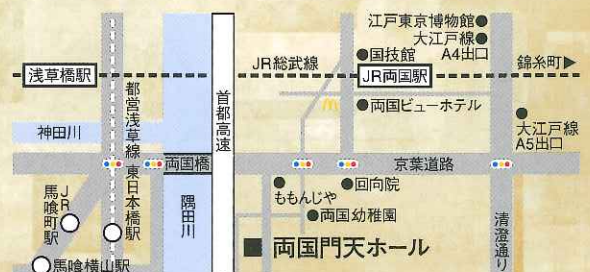 江戸東京博物館
大江戸線
A4出口
国技館
JR総武線
錦糸町
浅草橋駅
JR両国駅
両国ビューホテル
都営浅草線
首都高速
神田川
大江戸線
A5出口
両国橋
京葉道路
東日本橋駅
JR馬喰町駅
隅田川
ももんじや
回向院
両国幼稚園
清澄通り
両国門天ホール
馬喰横山駅